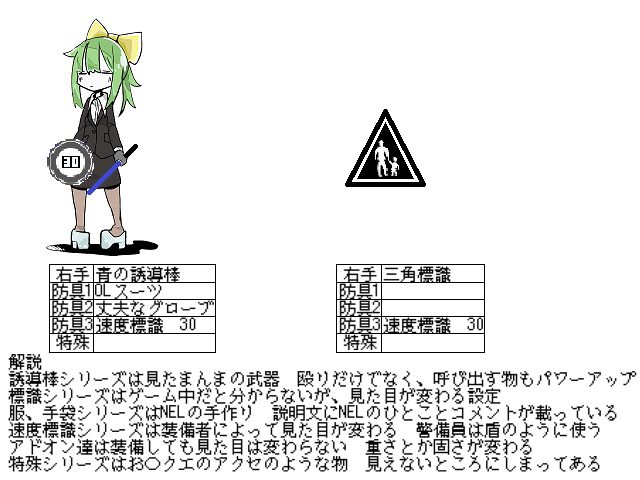 30
右手 青の誘導棒
防具1 OLスーツ
防具2 丈夫なグローブ
防具3 速度標識 30
特殊
右手 三角標識
防具1
防具2
防具3 速度標識 30
特殊
解説
誘導棒シリーズは見たまんまの武器 殴りだけでなく、呼び出す物もパワーアップ
標識シリーズはゲーム中だと分からないが、見た目が変わる設定
服、手袋シリーズはNELの手作り 説明文にNELのひとことコメントが載っている
速度標識シリーズは装備者によって見た目が変わる 警備員は盾のように使う
アドオン達は装備しても見た目は変わらない 重さとか固さが変わる
特殊シリーズはお〇クエのアクセのような物 見えないところにしまってある